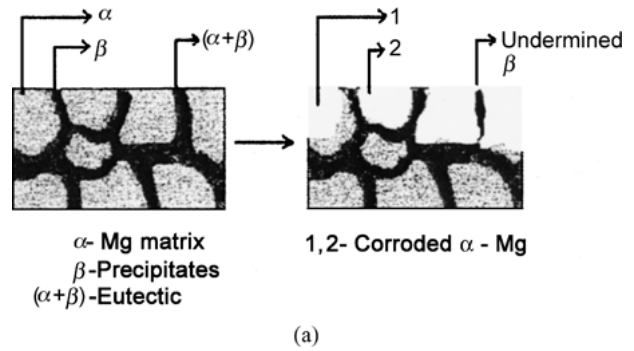 α
β
(α+β)
1
2
Undermined
β
α- Mg matrix
β-Precipitates
(α+β)-Eutectic
1,2- Corroded α - Mg
(a)